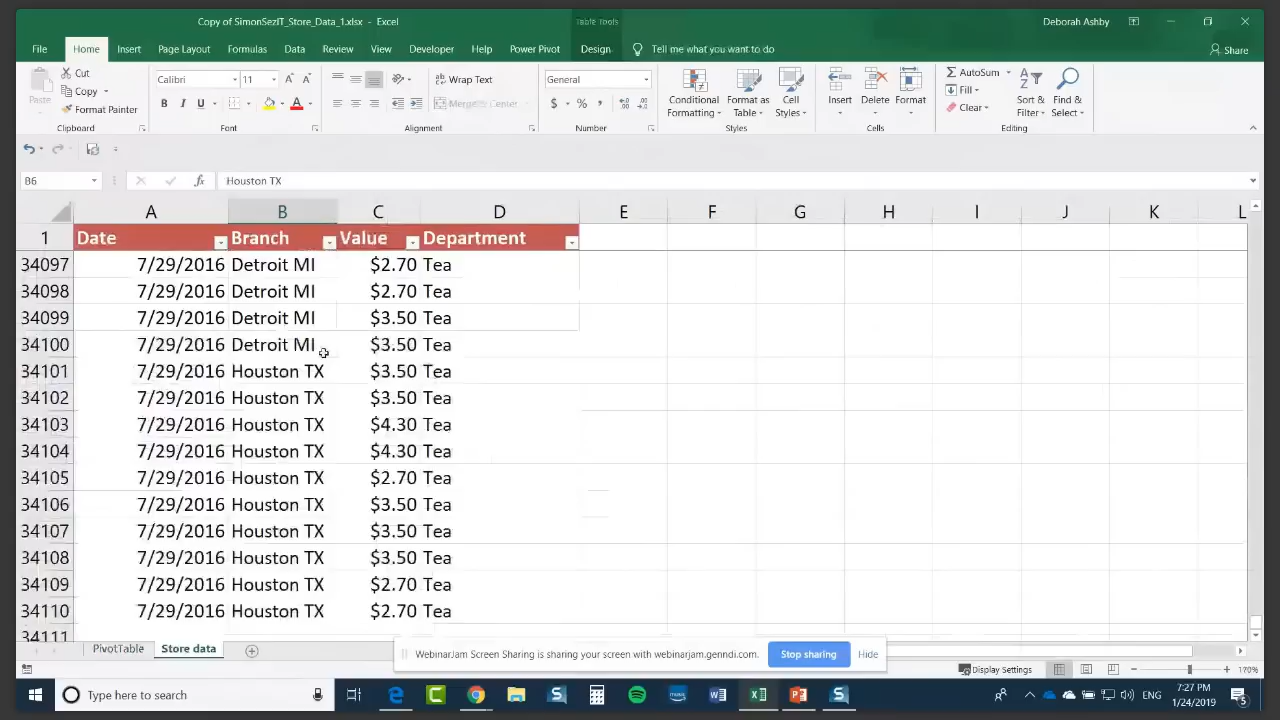 Copy of SimonSezIT_Store_Data_1.xlsx - Excel
Table Tools
Deborah Ashby
File Home Insert Page Layout Formulas Data Review View Developer Help Power Pivot Design Tell me what you want to do Share
Paste
Cut
Copy
Format Painter
Clipboard
Calibri 11
B I U A
Font
Wrap Text
Merge & Center
Alignment
General
$ % ,
Number
Conditional Formatting
Format as Table
Cell Styles
Styles
Insert Delete Format
Cells
AutoSum
Fill
Clear
Sort & Filter
Find & Select
Editing
B6 fx Houston TX
A B C D E F G H I J K L
1 Date Branch Value Department
34097 7/29/2016 Detroit MI $2.70 Tea
34098 7/29/2016 Detroit MI $2.70 Tea
34099 7/29/2016 Detroit MI $3.50 Tea
34100 7/29/2016 Detroit MI $3.50 Tea
34101 7/29/2016 Houston TX $3.50 Tea
34102 7/29/2016 Houston TX $3.50 Tea
34103 7/29/2016 Houston TX $4.30 Tea
34104 7/29/2016 Houston TX $4.30 Tea
34105 7/29/2016 Houston TX $2.70 Tea
34106 7/29/2016 Houston TX $3.50 Tea
34107 7/29/2016 Houston TX $3.50 Tea
34108 7/29/2016 Houston TX $3.50 Tea
34109 7/29/2016 Houston TX $2.70 Tea
34110 7/29/2016 Houston TX $2.70 Tea
34111
PivotTable Store data
WebinarJam Screen Sharing is sharing your screen with webinarjam.genndi.com. Stop sharing Hide
Display Settings 170%
Type here to search
ENG
7:27 PM
1/24/2019
5